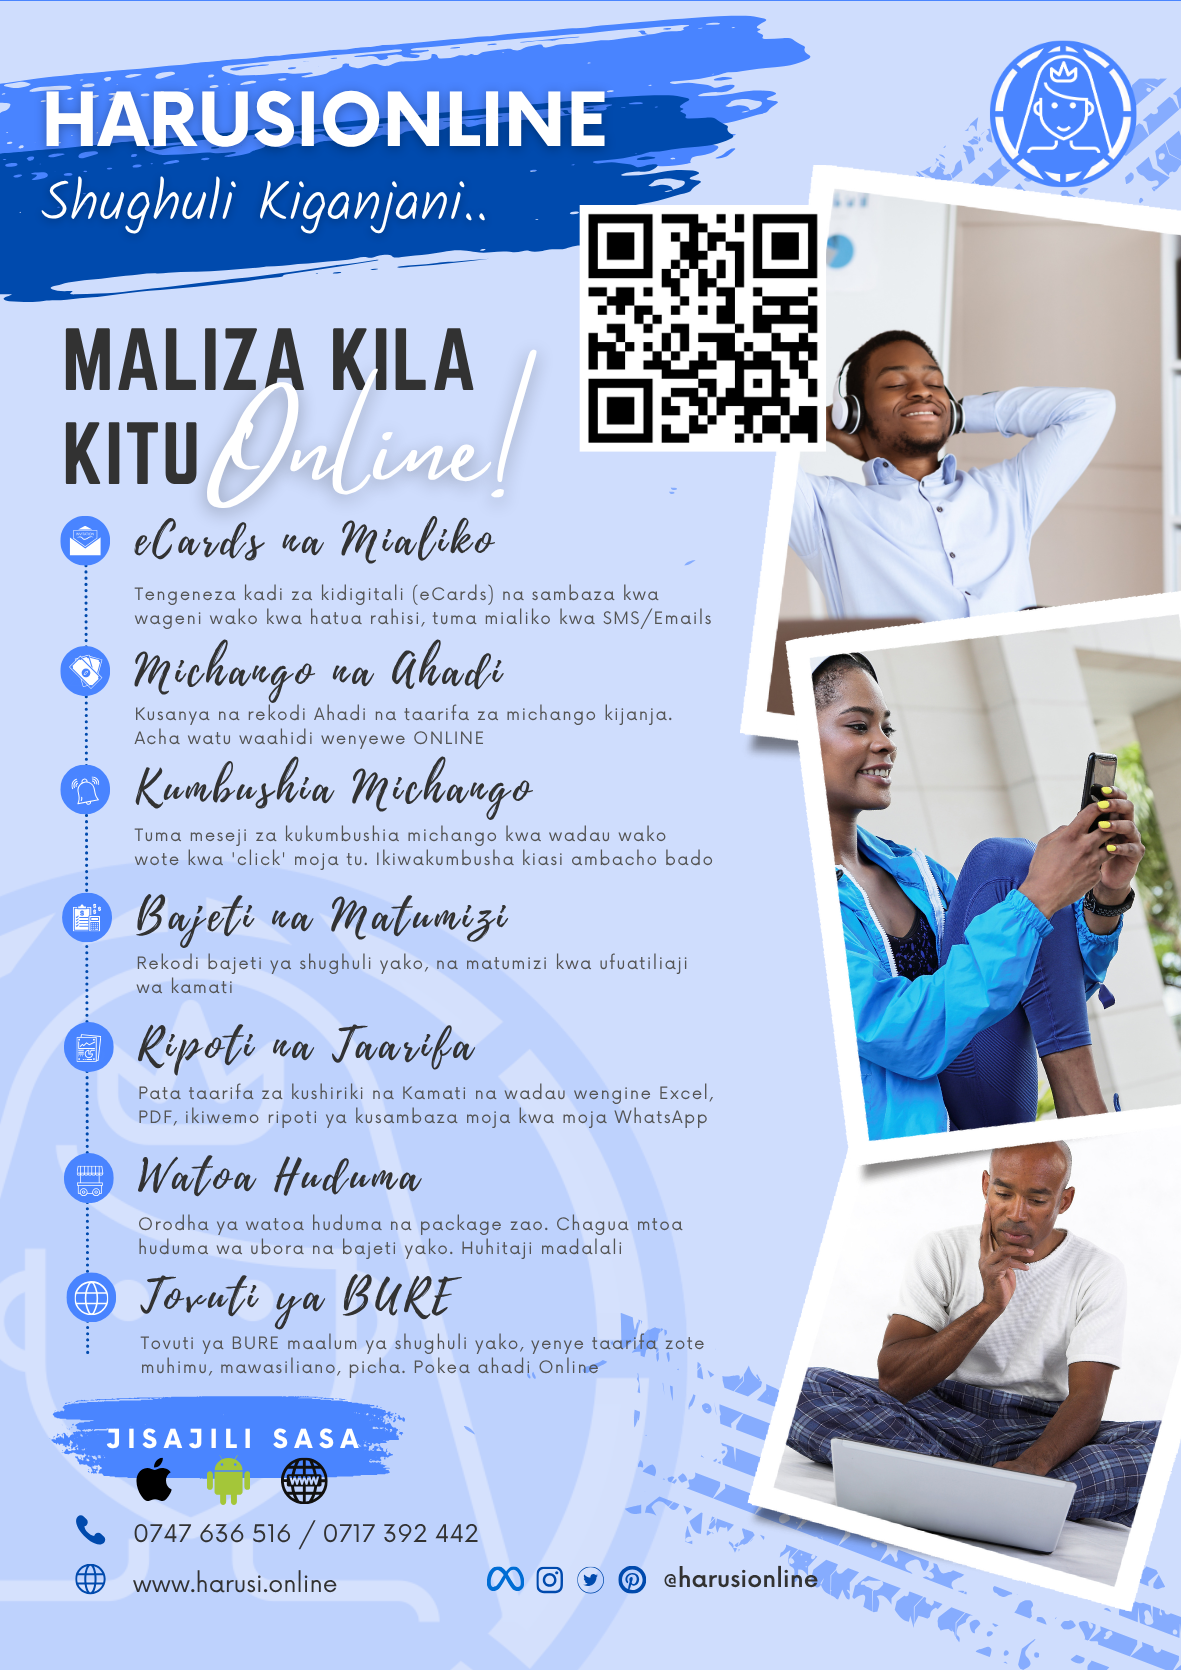 HARUSIONLINE
Shughuli Kiganjani..
MALIZA KILA
KITU Online!
eCards na Mialiko
Tengeneza kadi za kidigitali (eCards) na sambaza kwa
wageni wako kwa hatua rahisi, tuma mialiko kwa SMS/Emails
Michango na Ahadi
Kusanya na rekodi Ahadi na taarifa za michango kijanja.
Acha watu waahidi wenyewe ONLINE
Kumbushia Michango
Tuma meseji za kukumbushia michango kwa wadau wako
wote kwa 'click' moja tu. Ikiwakumbusha kiasi ambacho bado
Bajeti na Matumizi
Rekodi bajeti ya shughuli yako, na matumizi kwa ufuatiliaji
wa kamati
Ripoti na Taarifa
Pata taarifa za kushiriki na Kamati na wadau wengine Excel,
PDF, ikiwemo ripoti ya kusambaza moja kwa moja WhatsApp
Watoa Huduma
Orodha ya watoa huduma na package zao. Chagua mtoa
huduma wa ubora na bajeti yako. Huhitaji madalali
Tovuti ya BURE
Tovuti ya BURE maalum ya shughuli yako, yenye taarifa zote
muhimu, mawasiliano, picha. Pokea ahadi Online
JISAJILI SASA
WWW
0747 636 516 / 0717 392 442
www.harusi.online
@harusionline